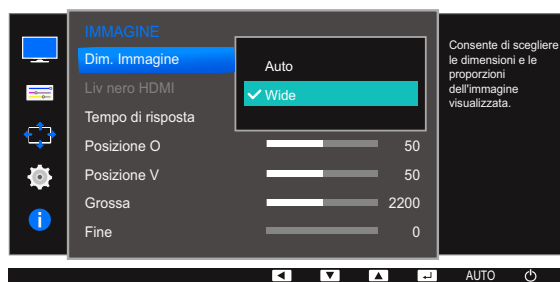 IMMAGINE
Dim. Immagine
Auto
Liv nero HDMI
Wide
Tempo di risposta
Posizione O 50
Posizione V 50
Grossa 2200
Fine 0
Consente di scegliere
le dimensioni e le
proporzioni
dell'immagine
visualizzata.
AUTO